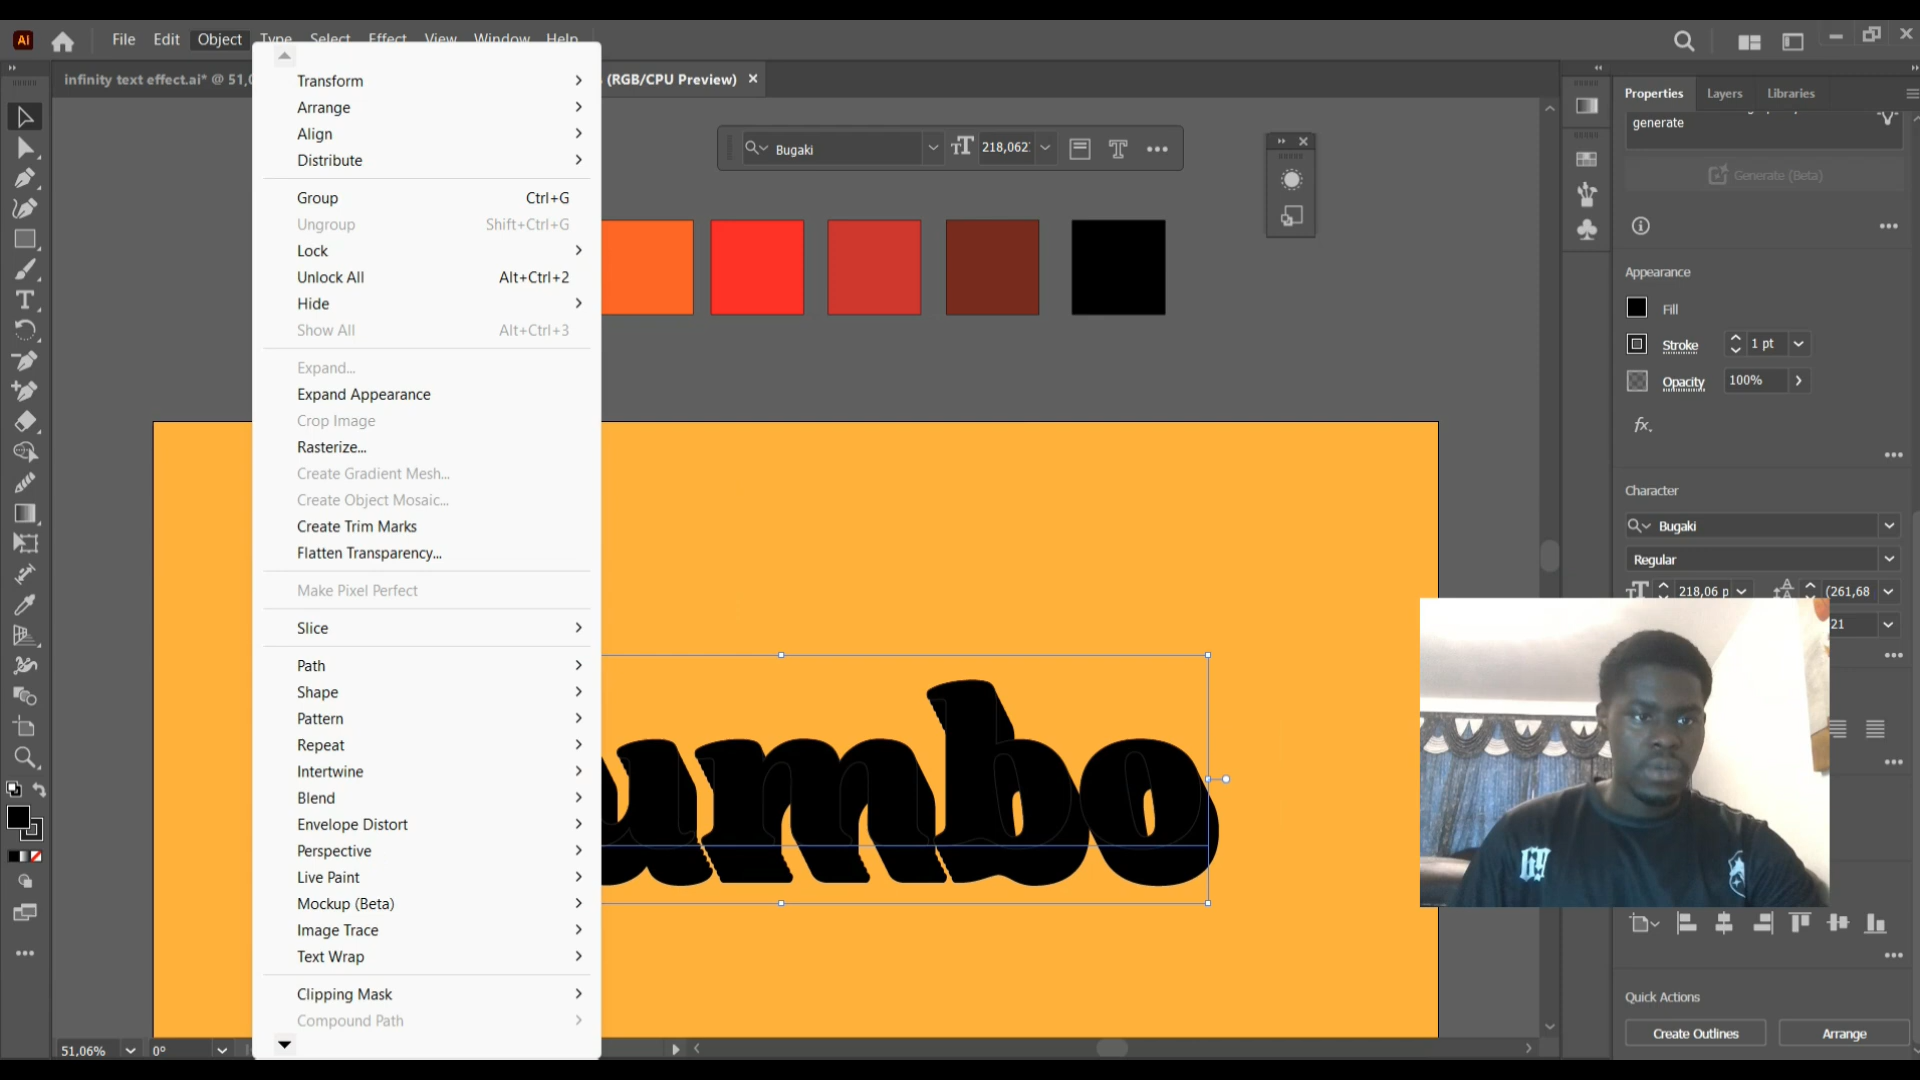 Ai
File Edit Object Type Select Effect View Window Help
infinity text effect.ai* @ 51,0
(RGB/CPU Preview)
Transform
Arrange
Align
Distribute
Group Ctrl+G
Ungroup Shift+Ctrl+G
Lock
Unlock All Alt+Ctrl+2
Hide
Show All Alt+Ctrl+3
Expand...
Expand Appearance
Crop Image
Rasterize...
Create Gradient Mesh...
Create Object Mosaic...
Create Trim Marks
Flatten Transparency...
Make Pixel Perfect
Slice
Path
Shape
Pattern
Repeat
Intertwine
Blend
Envelope Distort
Perspective
Live Paint
Mockup (Beta)
Image Trace
Text Wrap
Clipping Mask
Compound Path
Bugaki
218,062
umbo
51,06%
0°
Properties Layers Libraries
generate
Generate (Beta)
Appearance
Fill
Stroke 1 pt
Opacity 100%
fx.
Character
Bugaki
Regular
218,06 p (261,68
21
Quick Actions
Create Outlines Arrange